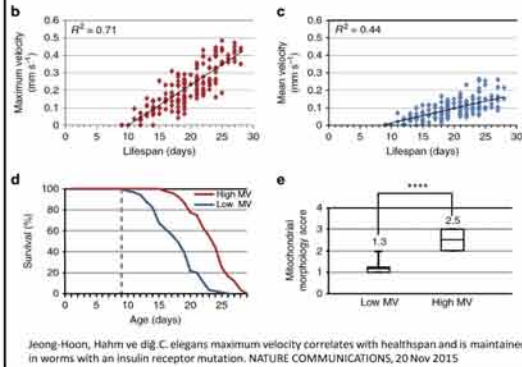 b
R² = 0.71
Maximum velocity
(mm s⁻¹)
0.6
0.5
0.4
0.3
0.2
0.1
0
0 5 10 15 20 25 30
Lifespan (days)
c
R² = 0.44
Mean velocity
(mm s⁻¹)
0.6
0.5
0.4
0.3
0.2
0.1
0
0 5 10 15 20 25 30
Lifespan (days)
d
High MV
Low MV
Survival (%)
100
80
60
40
20
0
0 5 10 15 20 25 30
Age (days)
e
****
Mitochondrial
morphology score
4
3
2
1
0
1.3
2.5
Low MV High MV
Jeong-Hoon, Hahm ve diğ.C. elegans maximum velocity correlates with healthspan and is maintained
in worms with an insulin receptor mutation. NATURE COMMUNICATIONS, 20 Nov 2015